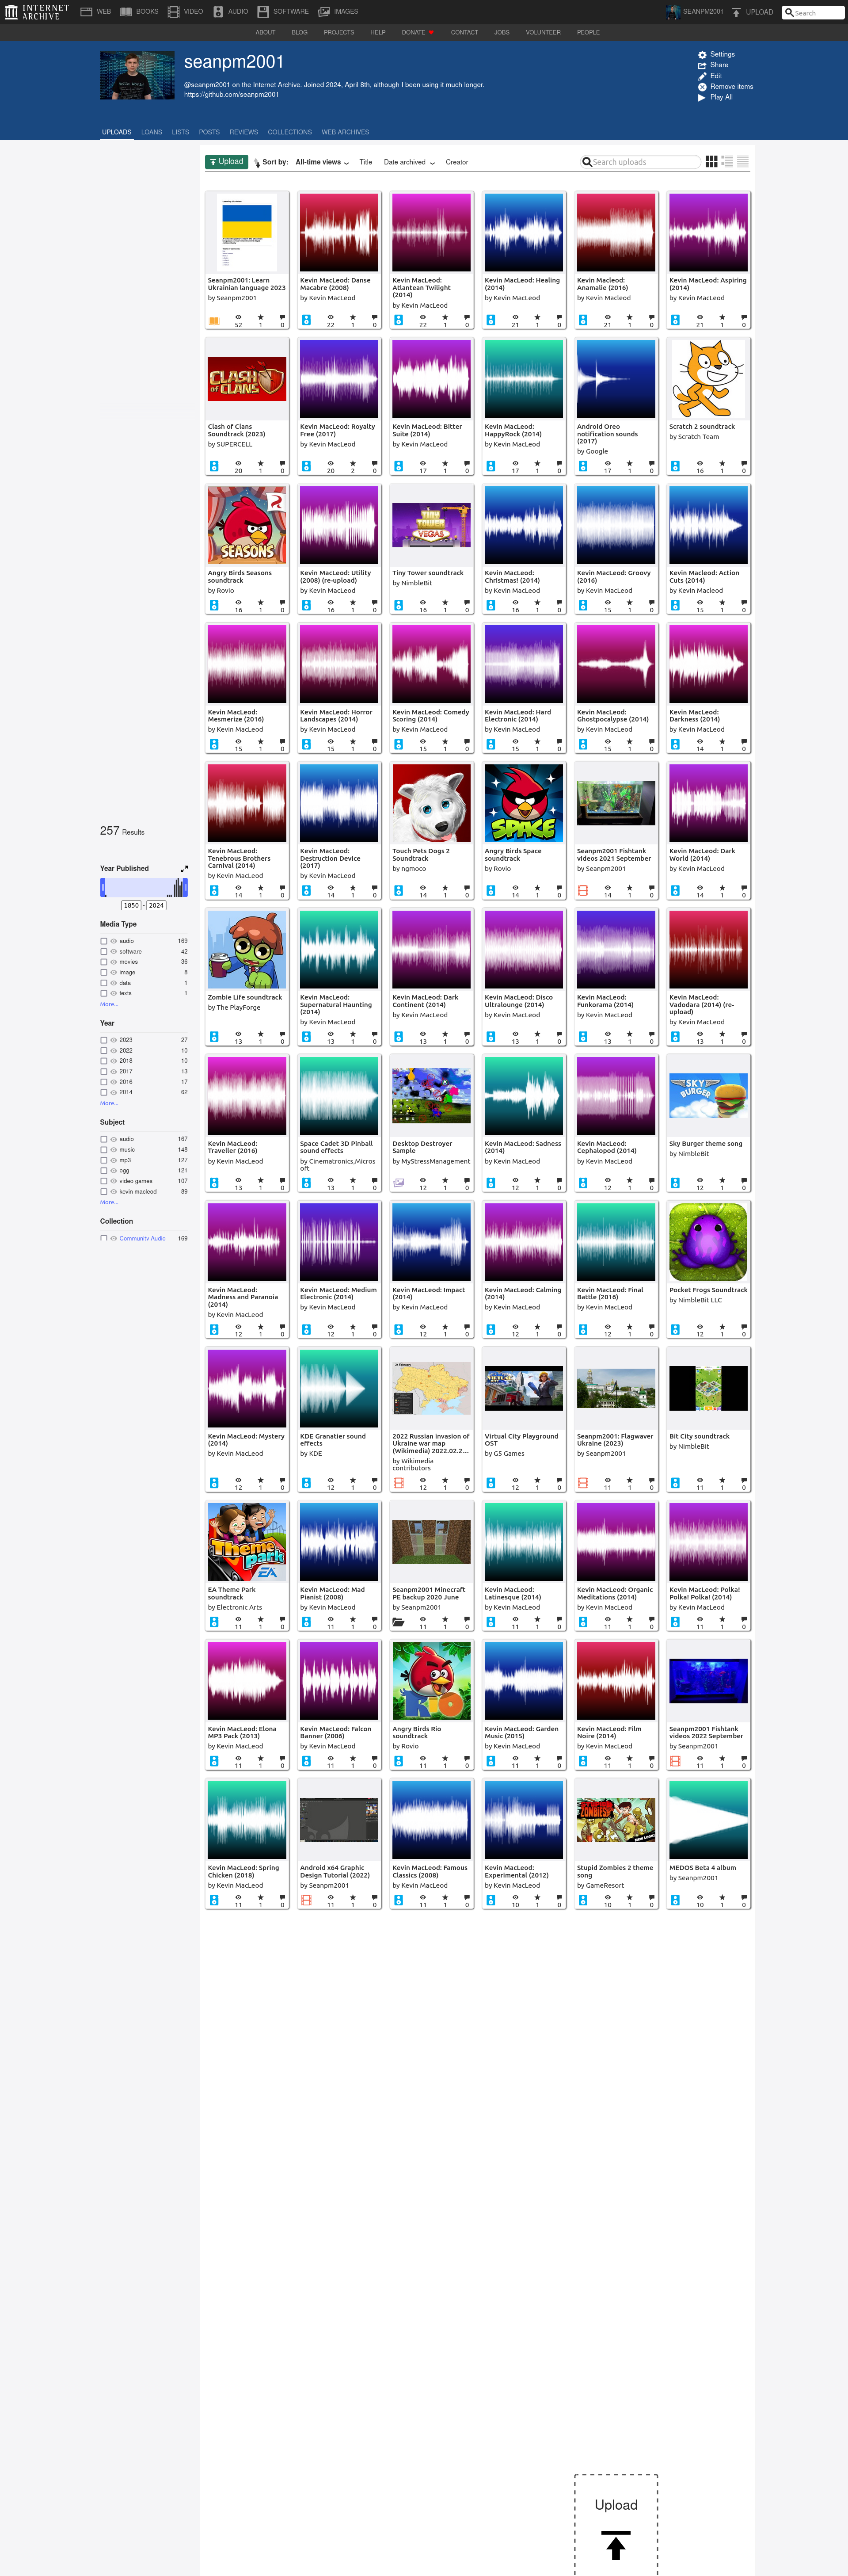 INTERNET ARCHIVE
WEB BOOKS VIDEO AUDIO SOFTWARE IMAGES SEANPM2001 UPLOAD Search
ABOUT BLOG PROJECTS HELP DONATE CONTACT JOBS VOLUNTEER PEOPLE
seanpm2001
@seanpm2001 on the Internet Archive. Joined 2024, April 8th, although I been using it much longer.
https://github.com/seanpm2001
Settings
Share
Edit
Remove items
Play All
UPLOADS LOANS LISTS POSTS REVIEWS COLLECTIONS WEB ARCHIVES
Upload Sort by: All-time views Title Date archived Creator Search uploads
257 Results
Year Published
1850 - 2024
Media Type
audio 169
software 42
movies 36
image 8
data 1
texts 1
More...
Year
2023 27
2022 10
2018 10
2017 13
2016 17
2014 62
More...
Subject
audio 167
music 148
mp3 127
ogg 121
video games 107
kevin macleod 89
More...
Collection
Community Audio 169
Seanpm2001: Learn Ukrainian language 2023
by Seanpm2001
52 1 0
Kevin MacLeod: Danse Macabre (2008)
by Kevin MacLeod
22 1 0
Kevin MacLeod: Atlantean Twilight (2014)
by Kevin MacLeod
22 1 0
Kevin MacLeod: Healing (2014)
by Kevin MacLeod
21 1 0
Kevin Macleod: Anamalie (2016)
by Kevin Macleod
21 1 0
Kevin MacLeod: Aspiring (2014)
by Kevin MacLeod
21 1 0
CLASH OF CLANS
Clash of Clans Soundtrack (2023)
by SUPERCELL
20 1 0
Kevin MacLeod: Royalty Free (2017)
by Kevin MacLeod
20 2 0
Kevin MacLeod: Bitter Suite (2014)
by Kevin MacLeod
17 1 0
Kevin MacLeod: HappyRock (2014)
by Kevin MacLeod
17 1 0
Android Oreo notification sounds (2017)
by Google
17 1 0
Scratch 2 soundtrack
by Scratch Team
16 1 0
SEASONS
Angry Birds Seasons soundtrack
by Rovio
16 1 0
Kevin MacLeod: Utility (2008) (re-upload)
by Kevin MacLeod
16 1 0
TINY TOWER VEGAS
Tiny Tower soundtrack
by NimbleBit
16 1 0
Kevin MacLeod: Christmas! (2014)
by Kevin MacLeod
16 1 0
Kevin MacLeod: Groovy (2016)
by Kevin MacLeod
15 1 0
Kevin Macleod: Action Cuts (2014)
by Kevin Macleod
15 1 0
Kevin MacLeod: Mesmerize (2016)
by Kevin MacLeod
15 1 0
Kevin MacLeod: Horror Landscapes (2014)
by Kevin MacLeod
15 1 0
Kevin MacLeod: Comedy Scoring (2014)
by Kevin MacLeod
15 1 0
Kevin MacLeod: Hard Electronic (2014)
by Kevin MacLeod
15 1 0
Kevin MacLeod: Ghostpocalypse (2014)
by Kevin MacLeod
15 1 0
Kevin MacLeod: Darkness (2014)
by Kevin MacLeod
14 1 0
Kevin MacLeod: Tenebrous Brothers Carnival (2014)
by Kevin MacLeod
14 1 0
Kevin MacLeod: Destruction Device (2017)
by Kevin MacLeod
14 1 0
Touch Pets Dogs 2 Soundtrack
by ngmoco
14 1 0
SPACE
Angry Birds Space soundtrack
by Rovio
14 1 0
Seanpm2001 Fishtank videos 2021 September
by Seanpm2001
14 1 0
Kevin MacLeod: Dark World (2014)
by Kevin MacLeod
14 1 0
Zombie Life soundtrack
by The PlayForge
13 1 0
Kevin MacLeod: Supernatural Haunting (2014)
by Kevin MacLeod
13 1 0
Kevin MacLeod: Dark Continent (2014)
by Kevin MacLeod
13 1 0
Kevin MacLeod: Disco Ultralounge (2014)
by Kevin MacLeod
13 1 0
Kevin MacLeod: Funkorama (2014)
by Kevin MacLeod
13 1 0
Kevin MacLeod: Vadodara (2014) (re-upload)
by Kevin MacLeod
13 1 0
Kevin MacLeod: Traveller (2016)
by Kevin MacLeod
13 1 0
Space Cadet 3D Pinball sound effects
by Cinematronics,Microsoft
13 1 0
Desktop Destroyer Sample
by MyStressManagement
12 1 0
Kevin MacLeod: Sadness (2014)
by Kevin MacLeod
12 1 0
Kevin MacLeod: Cephalopod (2014)
by Kevin MacLeod
12 1 0
SKY BURGER
Sky Burger theme song
by NimbleBit
12 1 0
Kevin MacLeod: Madness and Paranoia (2014)
by Kevin MacLeod
12 1 0
Kevin MacLeod: Medium Electronic (2014)
by Kevin MacLeod
12 1 0
Kevin MacLeod: Impact (2014)
by Kevin MacLeod
12 1 0
Kevin MacLeod: Calming (2014)
by Kevin MacLeod
12 1 0
Kevin MacLeod: Final Battle (2016)
by Kevin MacLeod
12 1 0
Pocket Frogs Soundtrack
by NimbleBit LLC
12 1 0
Kevin MacLeod: Mystery (2014)
by Kevin MacLeod
12 1 0
KDE Granatier sound effects
by KDE
12 1 0
2022 Russian invasion of Ukraine war map (Wikimedia) 2022.02.2...
by Wikimedia contributors
12 1 0
Virtual City Playground OST
by G5 Games
12 1 0
Seanpm2001: Flagwaver Ukraine (2023)
by Seanpm2001
11 1 0
Bit City soundtrack
by NimbleBit
11 1 0
Theme Park EA
EA Theme Park soundtrack
by Electronic Arts
11 1 0
Kevin MacLeod: Mad Pianist (2008)
by Kevin MacLeod
11 1 0
Seanpm2001 Minecraft PE backup 2020 June
by Seanpm2001
11 1 0
Kevin MacLeod: Latinesque (2014)
by Kevin MacLeod
11 1 0
Kevin MacLeod: Organic Meditations (2014)
by Kevin MacLeod
11 1 0
Kevin MacLeod: Polka! Polka! Polka! (2014)
by Kevin MacLeod
11 1 0
Kevin MacLeod: Elona MP3 Pack (2013)
by Kevin MacLeod
11 1 0
Kevin MacLeod: Falcon Banner (2006)
by Kevin MacLeod
11 1 0
RIO
Angry Birds Rio soundtrack
by Rovio
11 1 0
Kevin MacLeod: Garden Music (2015)
by Kevin MacLeod
11 1 0
Kevin MacLeod: Film Noire (2014)
by Kevin MacLeod
11 1 0
Seanpm2001 Fishtank videos 2022 September
by Seanpm2001
11 1 0
Kevin MacLeod: Spring Chicken (2018)
by Kevin MacLeod
11 1 0
Android x64 Graphic Design Tutorial (2022)
by Seanpm2001
11 1 0
Kevin MacLeod: Famous Classics (2008)
by Kevin MacLeod
11 1 0
Kevin MacLeod: Experimental (2012)
by Kevin MacLeod
10 1 0
Stupid Zombies 2 theme song
by GameResort
10 1 0
MEDOS Beta 4 album
by Seanpm2001
10 1 0
Upload